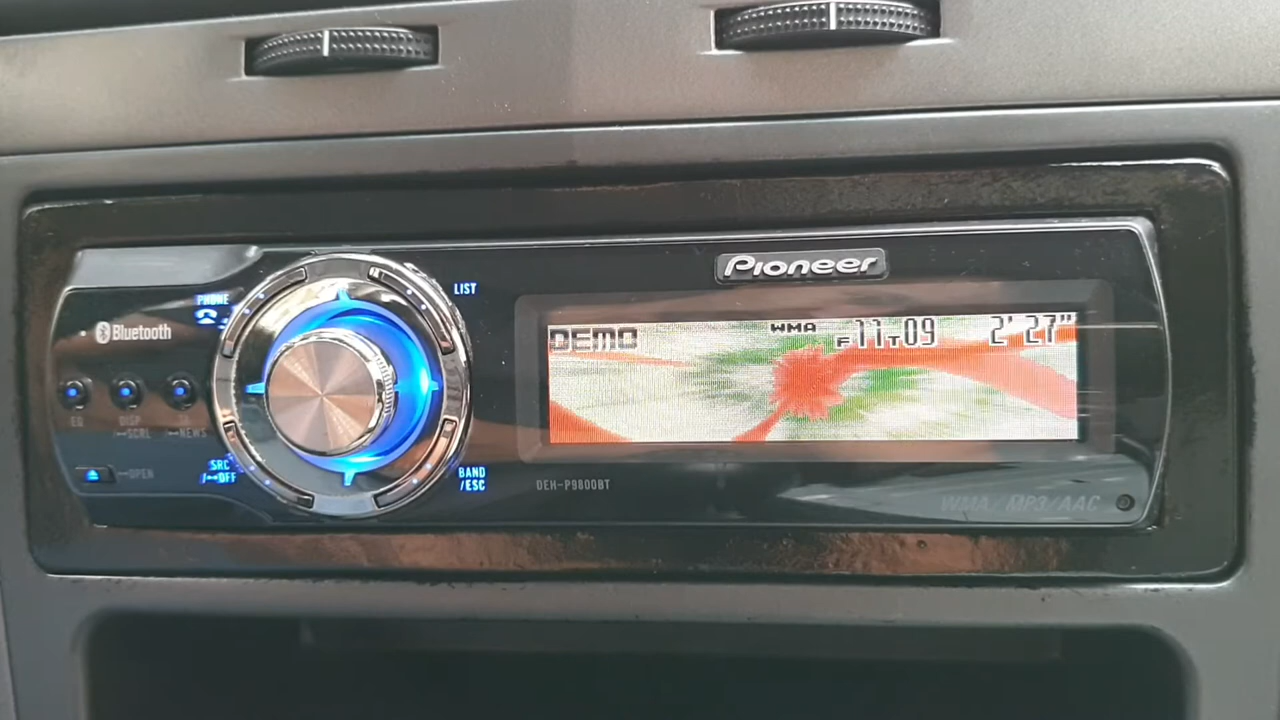 Pioneer
PHONE
LIST
Bluetooth
DEMO WMA F11T09 2'27"
EQ DISP
/SCRL NEWS
OPEN
SRC
/OFF
BAND
/ESC
DEH-P9800BT
WMA/MP3/AAC